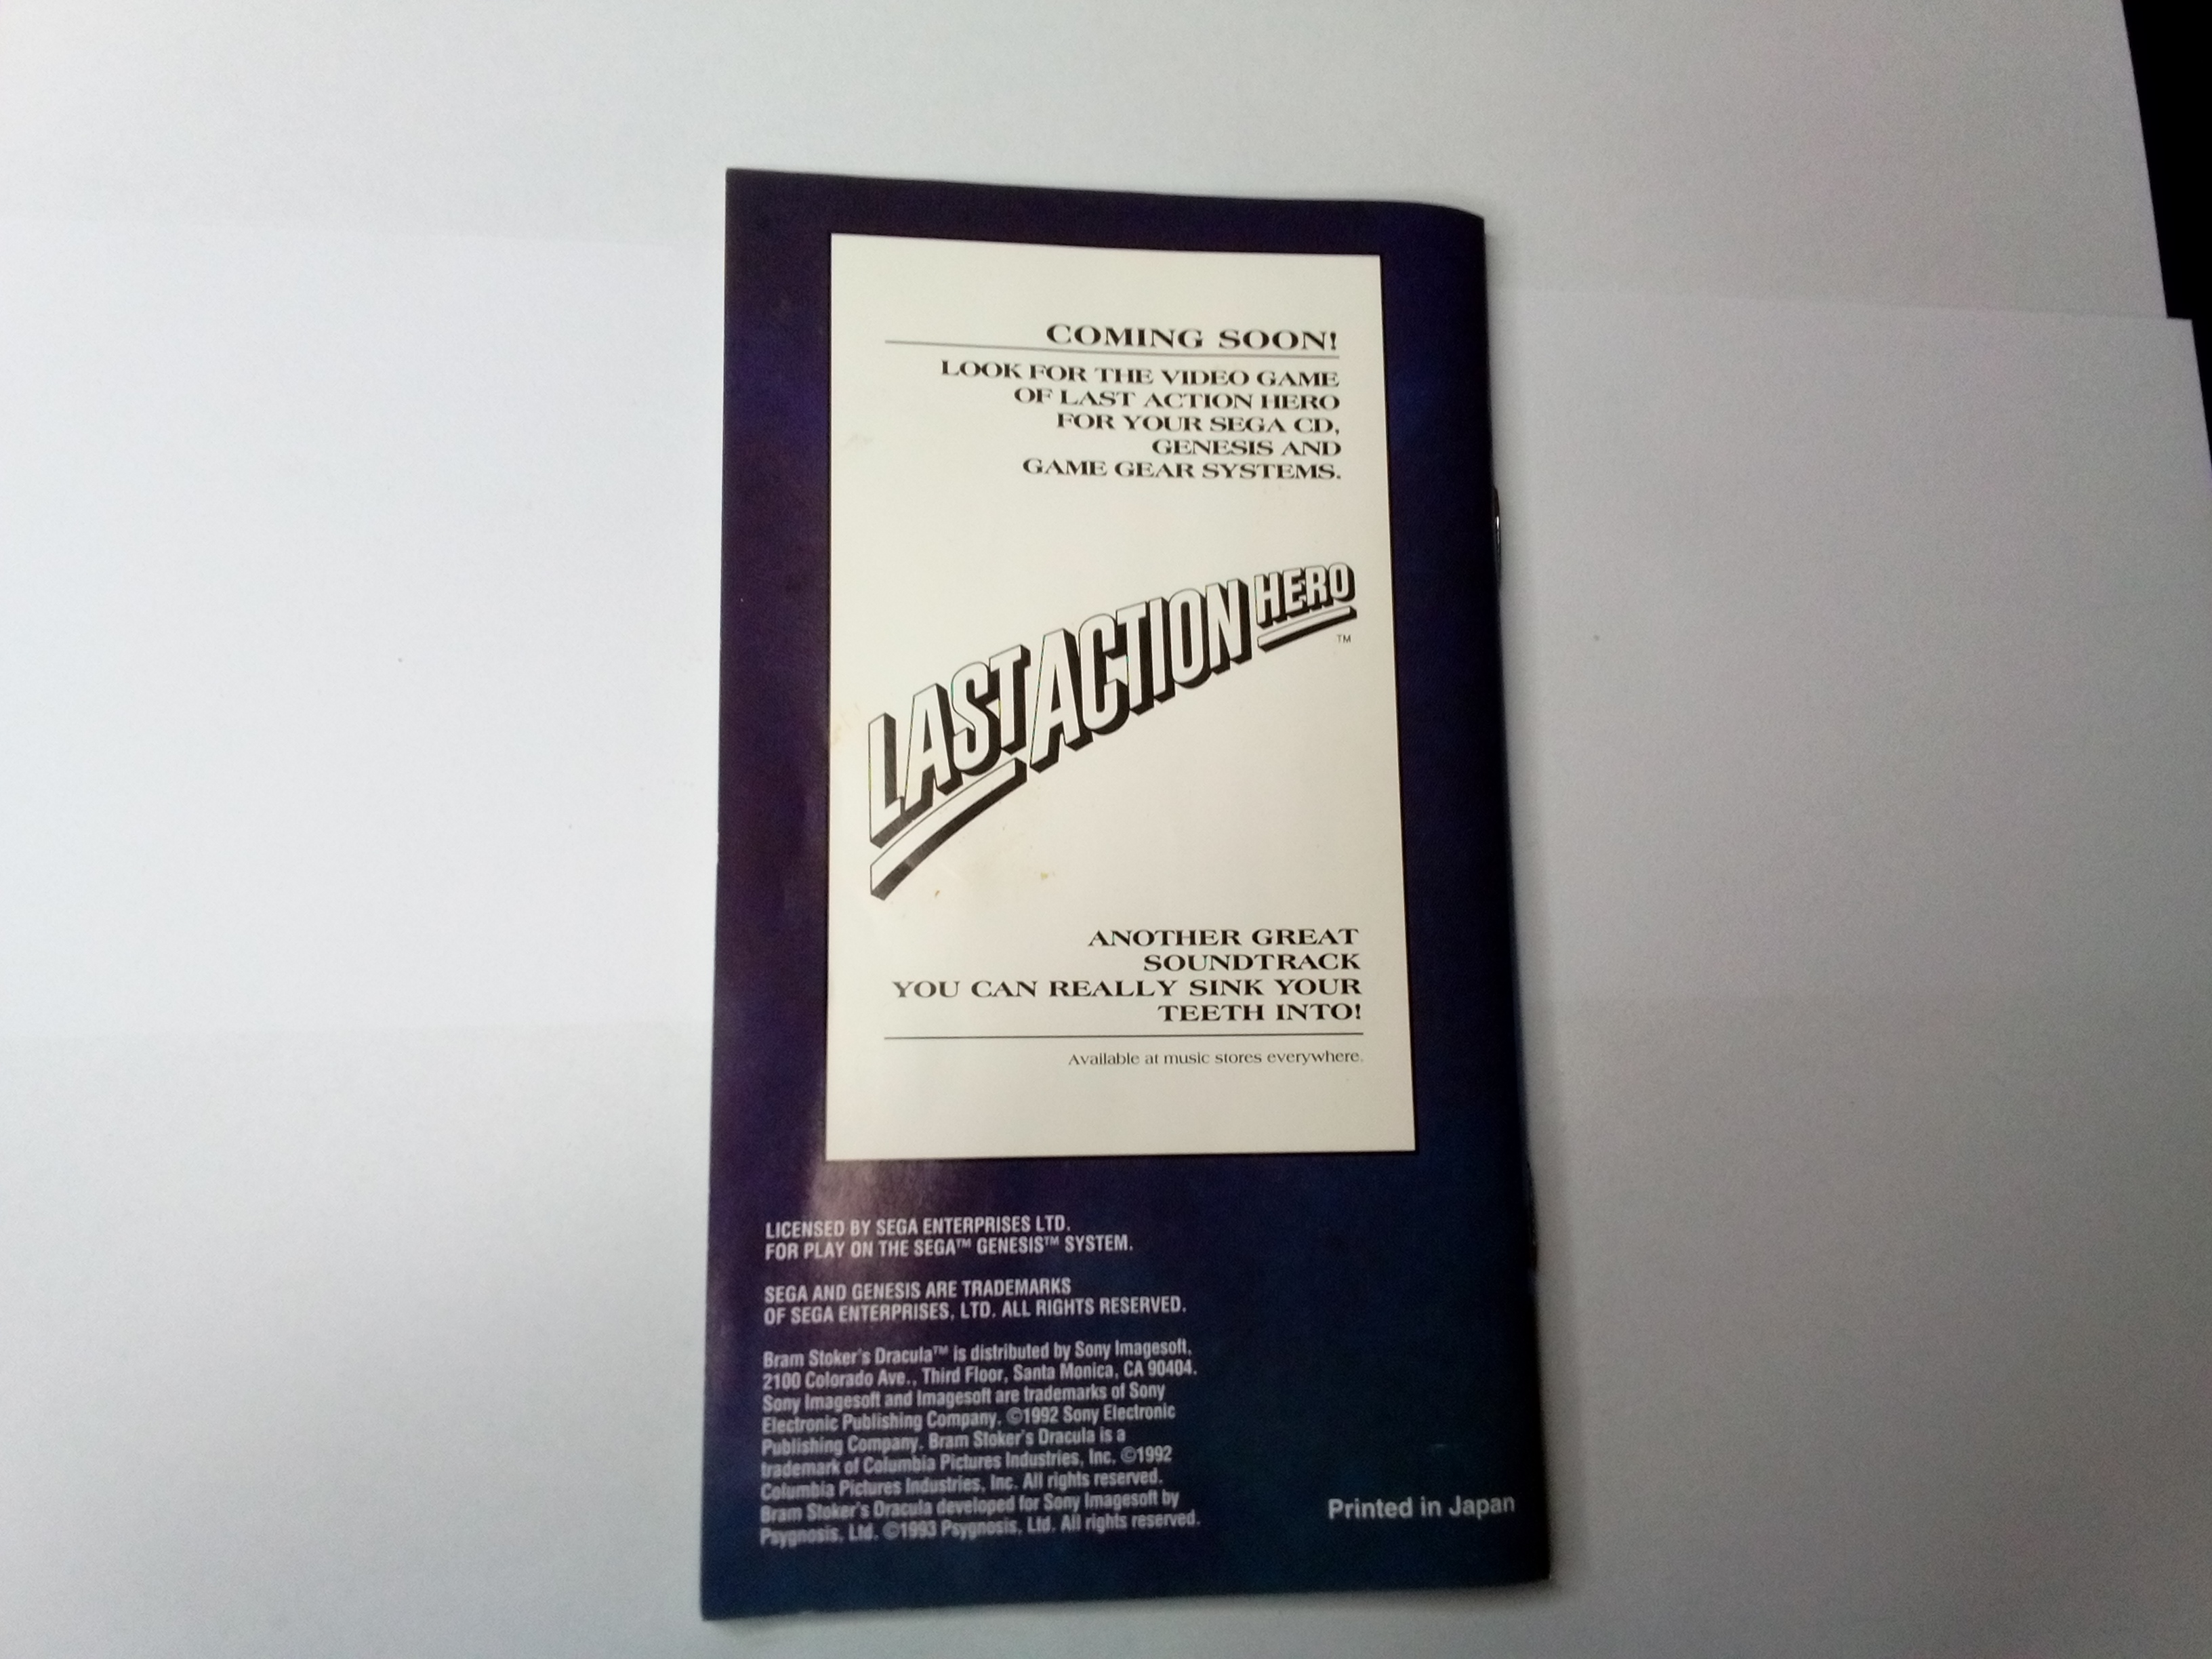 COMING SOON!
LOOK FOR THE VIDEO GAME
OF LAST ACTION HERO
FOR YOUR SEGA CD,
GENESIS AND
GAME GEAR SYSTEMS.
LAST ACTION HERO
TM
ANOTHER GREAT
SOUNDTRACK
YOU CAN REALLY SINK YOUR
TEETH INTO!
Available at music stores everywhere.
LICENSED BY SEGA ENTERPRISES LTD.
FOR PLAY ON THE SEGA™ GENESIS™ SYSTEM.
SEGA AND GENESIS ARE TRADEMARKS
OF SEGA ENTERPRISES, LTD. ALL RIGHTS RESERVED.
Bram Stoker's Dracula™ is distributed by Sony Imagesoft,
2100 Colorado Ave., Third Floor, Santa Monica, CA 90404.
Sony Imagesoft and Imagesoft are trademarks of Sony
Electronic Publishing Company. ©1992 Sony Electronic
Publishing Company. Bram Stoker's Dracula is a
trademark of Columbia Pictures Industries, Inc. ©1992
Columbia Pictures Industries, Inc. All rights reserved.
Bram Stoker's Dracula developed for Sony Imagesoft by
Psygnosis, Ltd. ©1993 Psygnosis, Ltd. All rights reserved.
Printed in Japan